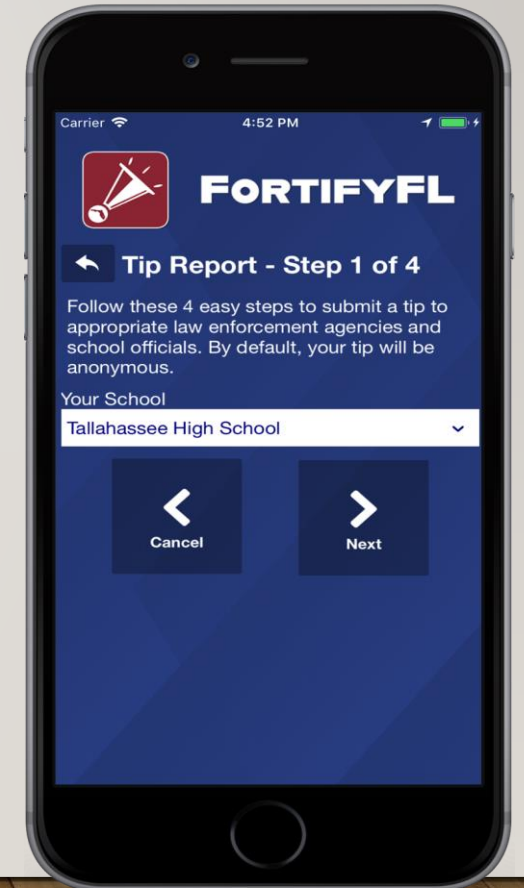 Carrier 4:52 PM
FORTIFYFL
Tip Report - Step 1 of 4
Follow these 4 easy steps to submit a tip to
appropriate law enforcement agencies and
school officials. By default, your tip will be
anonymous.
Your School
Tallahassee High School
Cancel Next